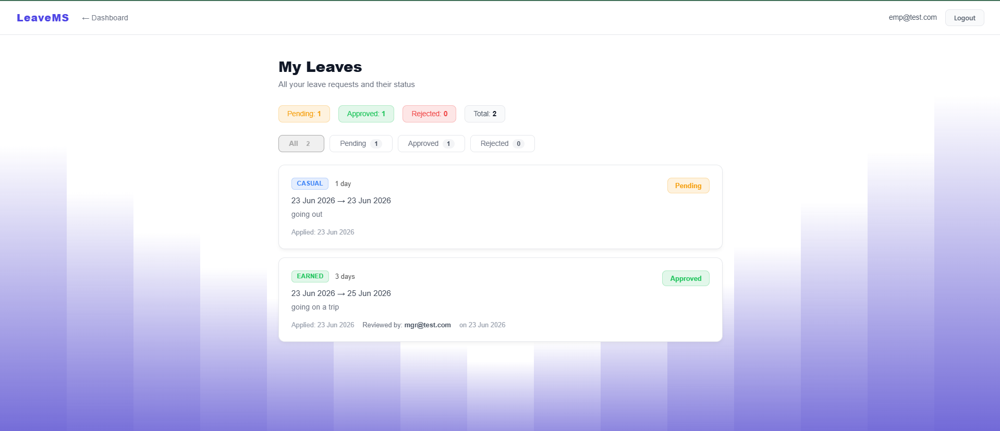 LeaveMS ← Dashboard emp@test.com Logout
My Leaves
All your leave requests and their status
Pending: 1 Approved: 1 Rejected: 0 Total: 2
All 2 Pending 1 Approved 1 Rejected 0
CASUAL 1 day Pending
23 Jun 2026 → 23 Jun 2026
going out
Applied: 23 Jun 2026
EARNED 3 days Approved
23 Jun 2026 → 25 Jun 2026
going on a trip
Applied: 23 Jun 2026 Reviewed by: mgr@test.com on 23 Jun 2026